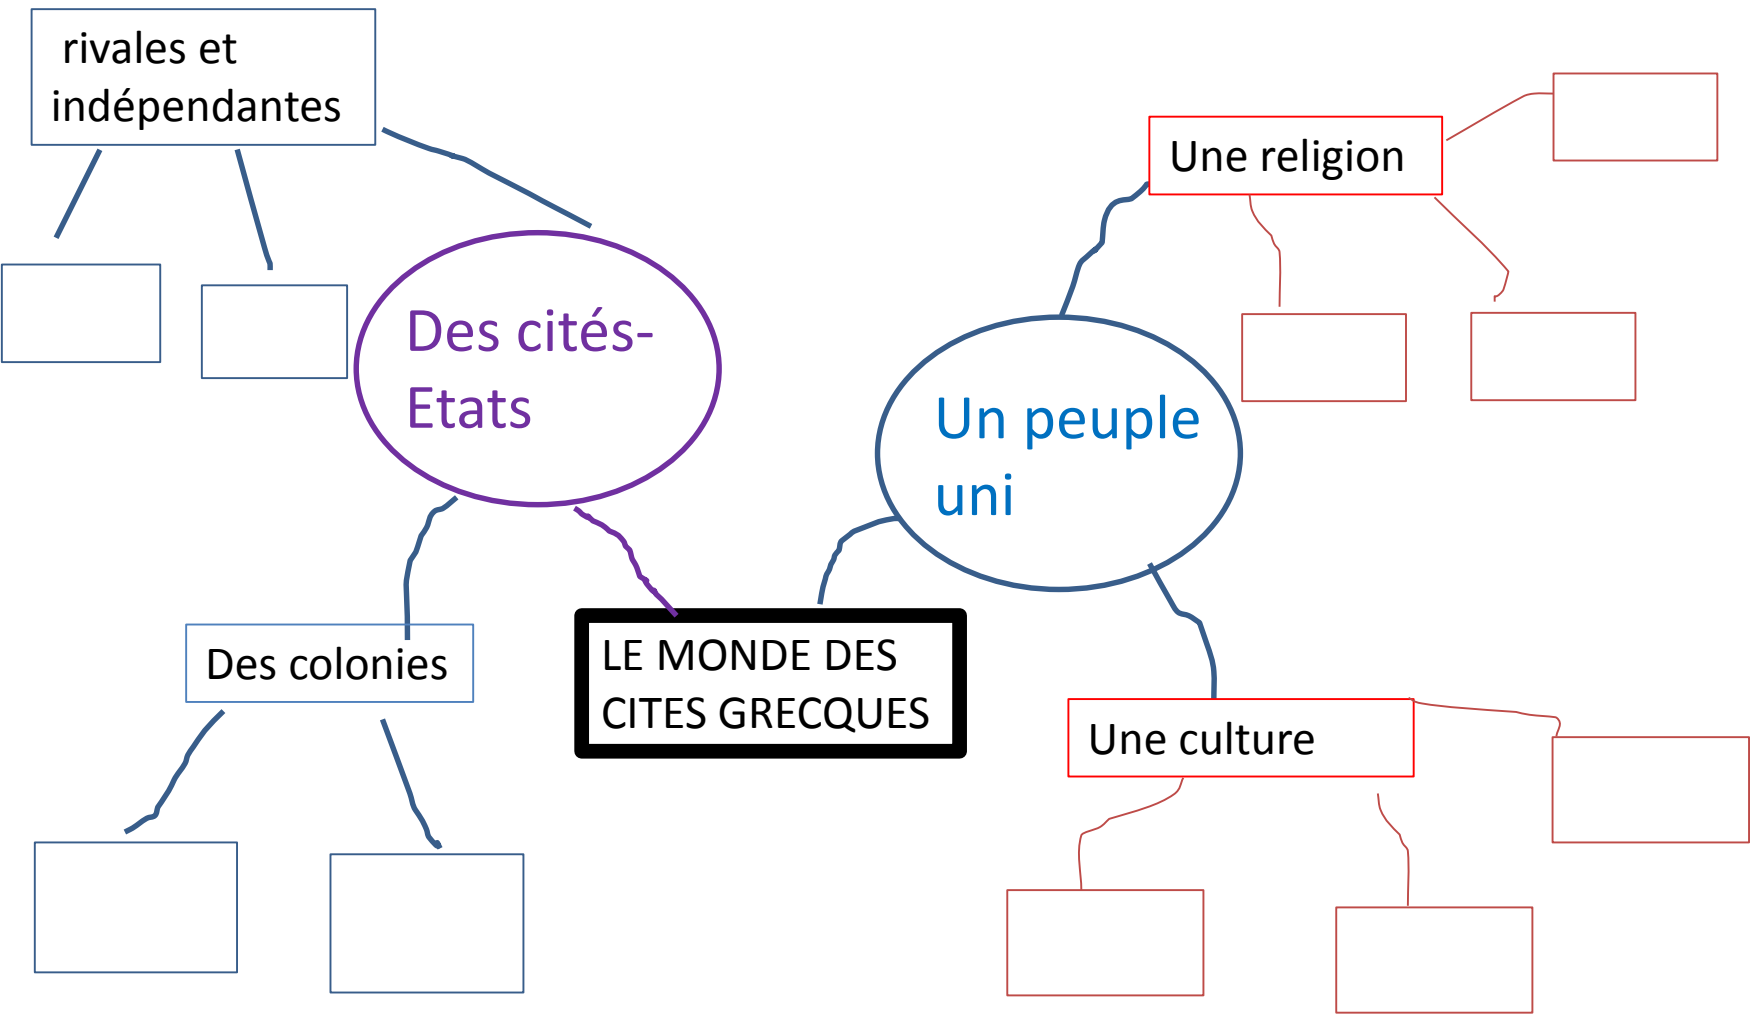 rivales et
indépendantes
Une religion
Des cités-
Etats
Un peuple
uni
Des colonies
LE MONDE DES
CITES GRECQUES
Une culture